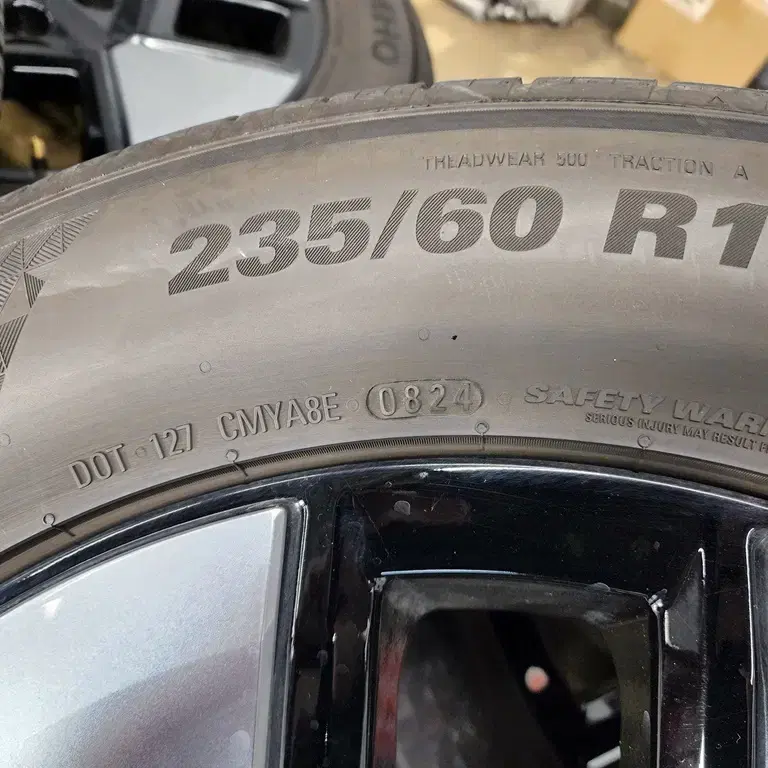 TREADWEAR 500 TRACTION A
235/60 R1
DOT 127 CMYA8E 0824
SAFETY WAR
SERIOUS INJURY MAY RESULT F